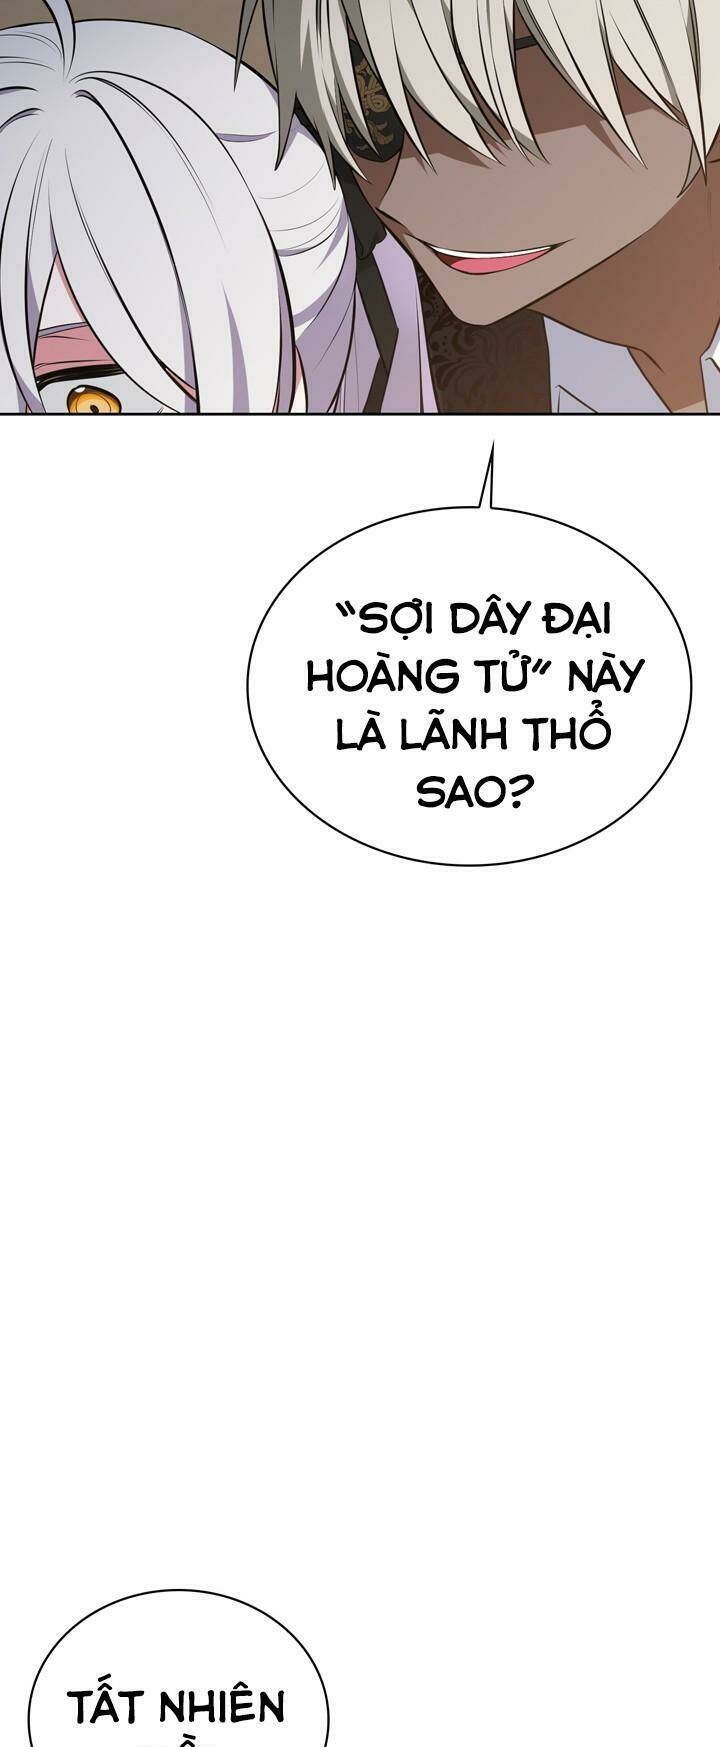 “SỢI DÂY ĐẠI
HOÀNG TỬ” NÀY
LÀ LÃNH THỔ
SAO?
TẤT NHIÊN